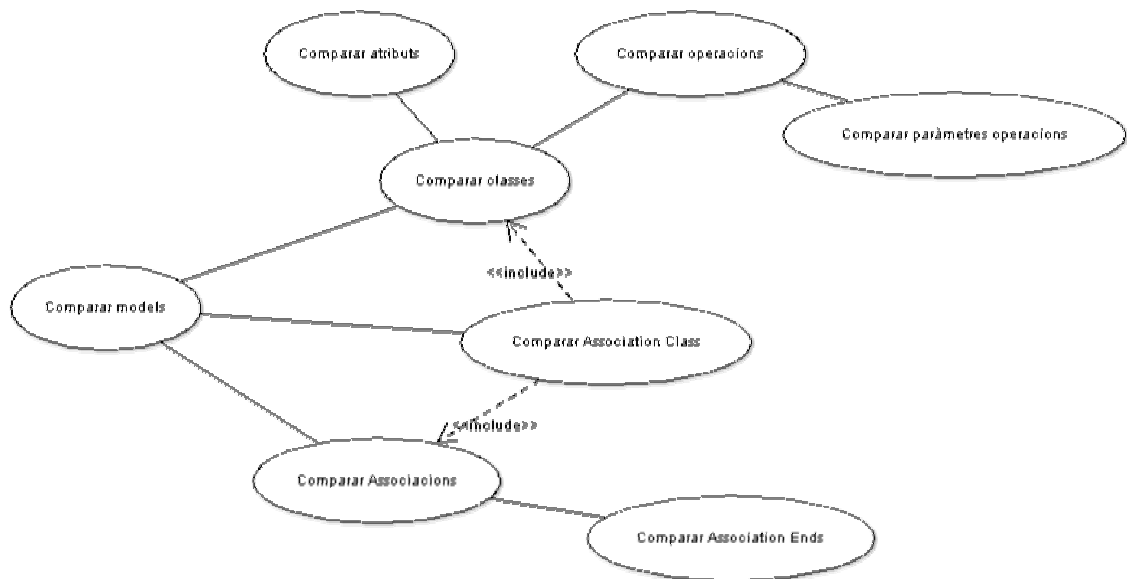 Comparar atributs
Comparar operacions
Comparar paràmetres operacions
Comparar classes
<<include>>
Comparar models
Comparar Association Class
<<include>>
Comparar Associacions
Comparar Association Ends